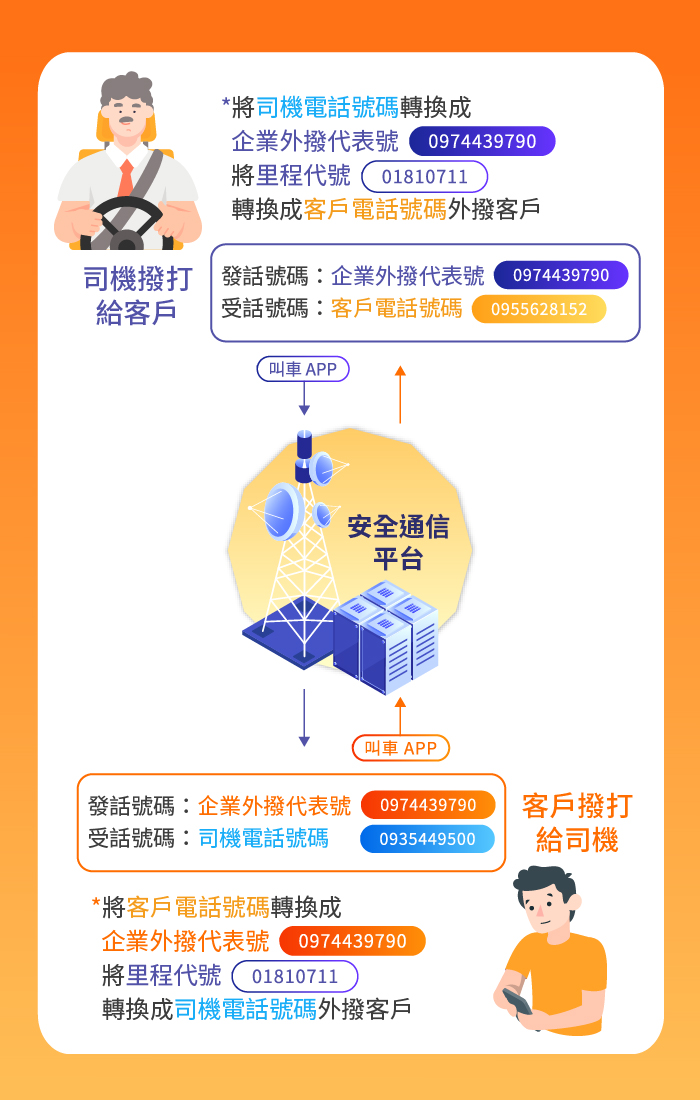 *將司機電話號碼轉換成
企業外撥代表號 0974439790
將里程代號 01810711
轉換成客戶電話號碼外撥客戶
司機撥打
給客戶
發話號碼：企業外撥代表號 0974439790
受話號碼：客戶電話號碼 0955628152
叫車 APP
安全通信
平台
叫車 APP
發話號碼：企業外撥代表號 0974439790
受話號碼：司機電話號碼 0935449500
客戶撥打
給司機
*將客戶電話號碼轉換成
企業外撥代表號 0974439790
將里程代號 01810711
轉換成司機電話號碼外撥客戶